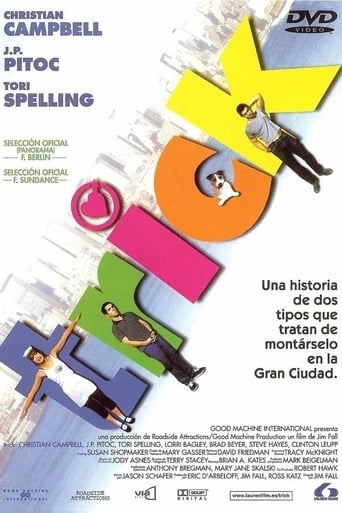 CHRISTIAN
CAMPBELL
J.P.
PITOC
TORI
SPELLING
DVD
VIDEO
SELECCIÓN OFICIAL
(PANORAMA)
F. BERLIN
SELECCIÓN OFICIAL
F. SUNDANCE
trick
Una historia
de dos
tipos que
tratan de
montárselo
en la
Gran Ciudad.
GOOD MACHINE INTERNATIONAL presenta
una producción de Roadside Attractions/Good Machine Production un film de Jim Fall
trick CHRISTIAN CAMPBELL, J.P. PITOC, TORI SPELLING, LORRI BAGLEY, BRAD BEYER, STEVE HAYES, CLINTON LEUPP
SUSAN SHOPMAKER MARY GASSER DAVID FRIEDMAN TRACY McKNIGHT
JODY ASNES TERRY STACEY BRIAN A. KATES MARK BEIGELMAN
ANTHONY BREGMAN, MARY JANE SKALSKI ROBERT HAWK
JASON SCHAFER ERIC D'ARBELOFF, JIM FALL, ROSS KATZ JIM FALL
GOOD MACHINE
INTERNATIONAL
ROADSIDE
ATTRACTIONS
DOLBY
DIGITAL
www.laurenfilm.es/trick
LAUREN FILMS